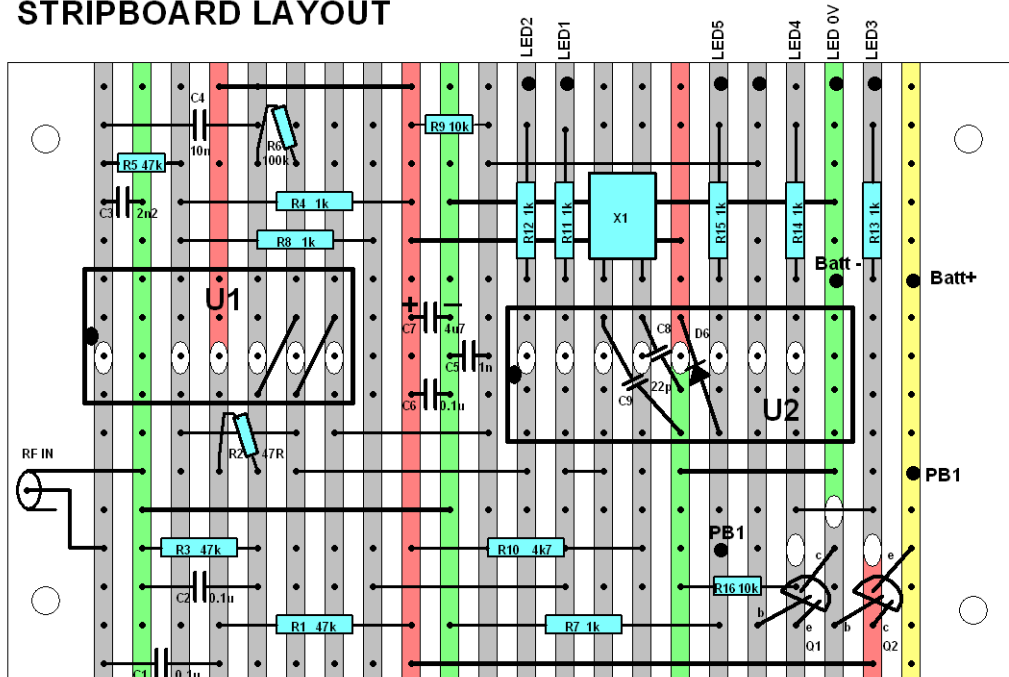 STRIPBOARD LAYOUT
LED2
LED1
LED5
LED4
LED 0V
LED3
C4
10n
R6
100k
R9 10k
R5 47k
C3
2n2
R4 1k
R8 1k
R12 1k
R11 1k
X1
R15 1k
R14 1k
R13 1k
Batt -
Batt+
U1
+
–
C7
4u7
C5
1n
C6
0.1u
C8
D6
22p
C9
U2
R2
47R
RF IN
PB1
PB1
R3 47k
R10 4k7
C2
0.1u
R16 10k
c
e
b
e
b
c
Q1
Q2
R1 47k
R7 1k
C1
0.1u